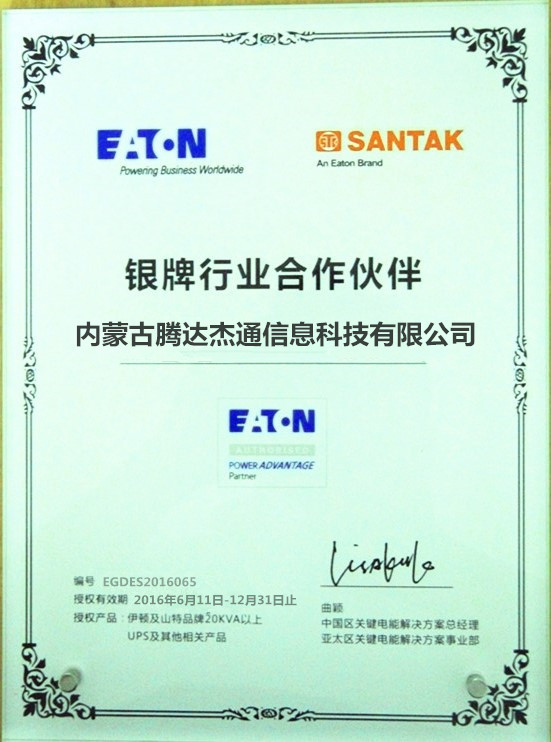 EATON
Powering Business Worldwide
SANTAK
An Eaton Brand
银牌行业合作伙伴
内蒙古腾达杰通信息科技有限公司
EATON
AUTHORISED
POWER ADVANTAGE
Partner
编号 EGDES2016065
授权有效期 2016年6月11日-12月31日止
授权产品：伊顿及山特品牌20KVA以上
UPS及其他相关产品
曲颖
中国区关键电能解决方案总经理
亚太区关键电能解决方案事业部